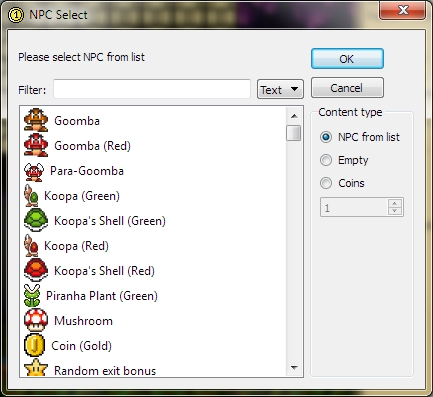 NPC Select
Please select NPC from list
OK
Filter:
Text
Cancel
Goomba
Goomba (Red)
Para-Goomba
Koopa (Green)
Koopa's Shell (Green)
Koopa (Red)
Koopa's Shell (Red)
Piranha Plant (Green)
Mushroom
Coin (Gold)
Random exit bonus
Content type
NPC from list
Empty
Coins
1